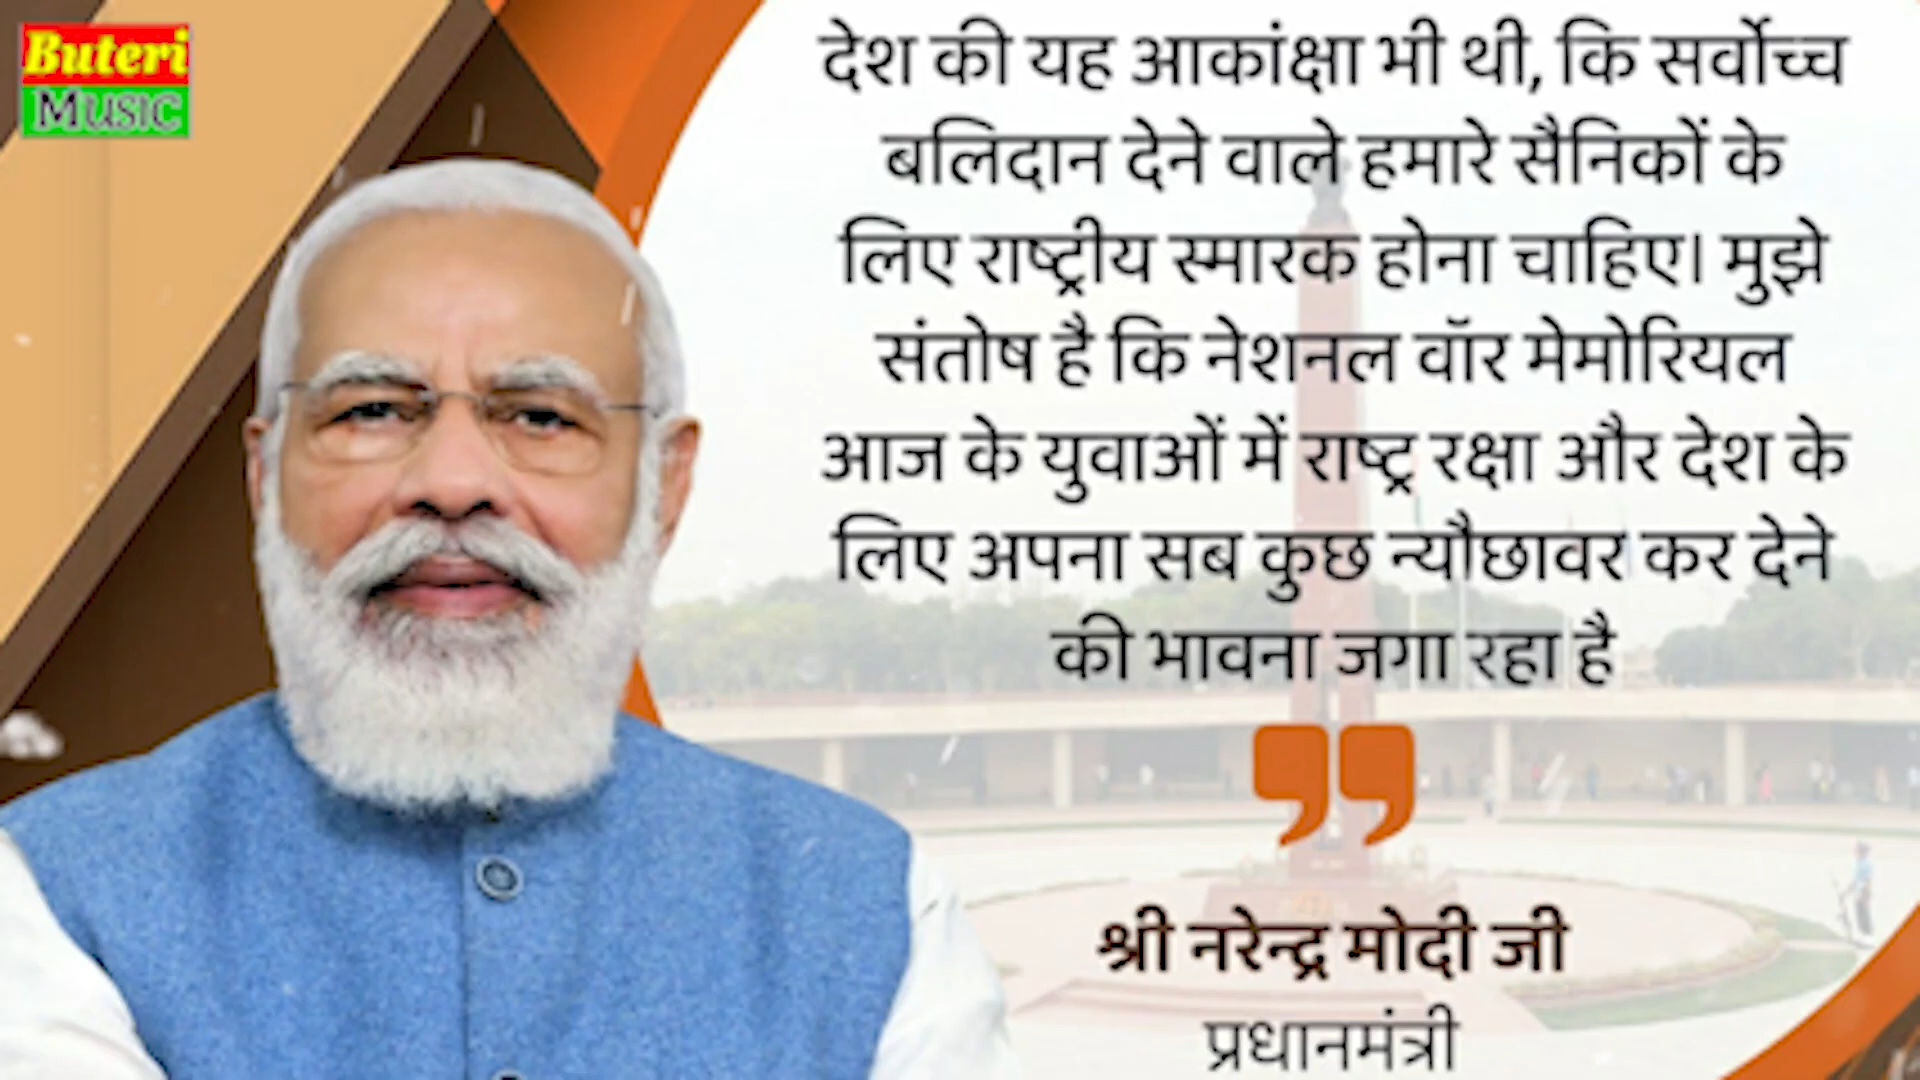 Buteri
Music
देश की यह आकांक्षा भी थी, कि सर्वोच्च
बलिदान देने वाले हमारे सैनिकों के
लिए राष्ट्रीय स्मारक होना चाहिए। मुझे
संतोष है कि नेशनल वॉर मेमोरियल
आज के युवाओं में राष्ट्र रक्षा और देश के
लिए अपना सब कुछ न्यौछावर कर देने
की भावना जगा रहा है
”
श्री नरेन्द्र मोदी जी
प्रधानमंत्री